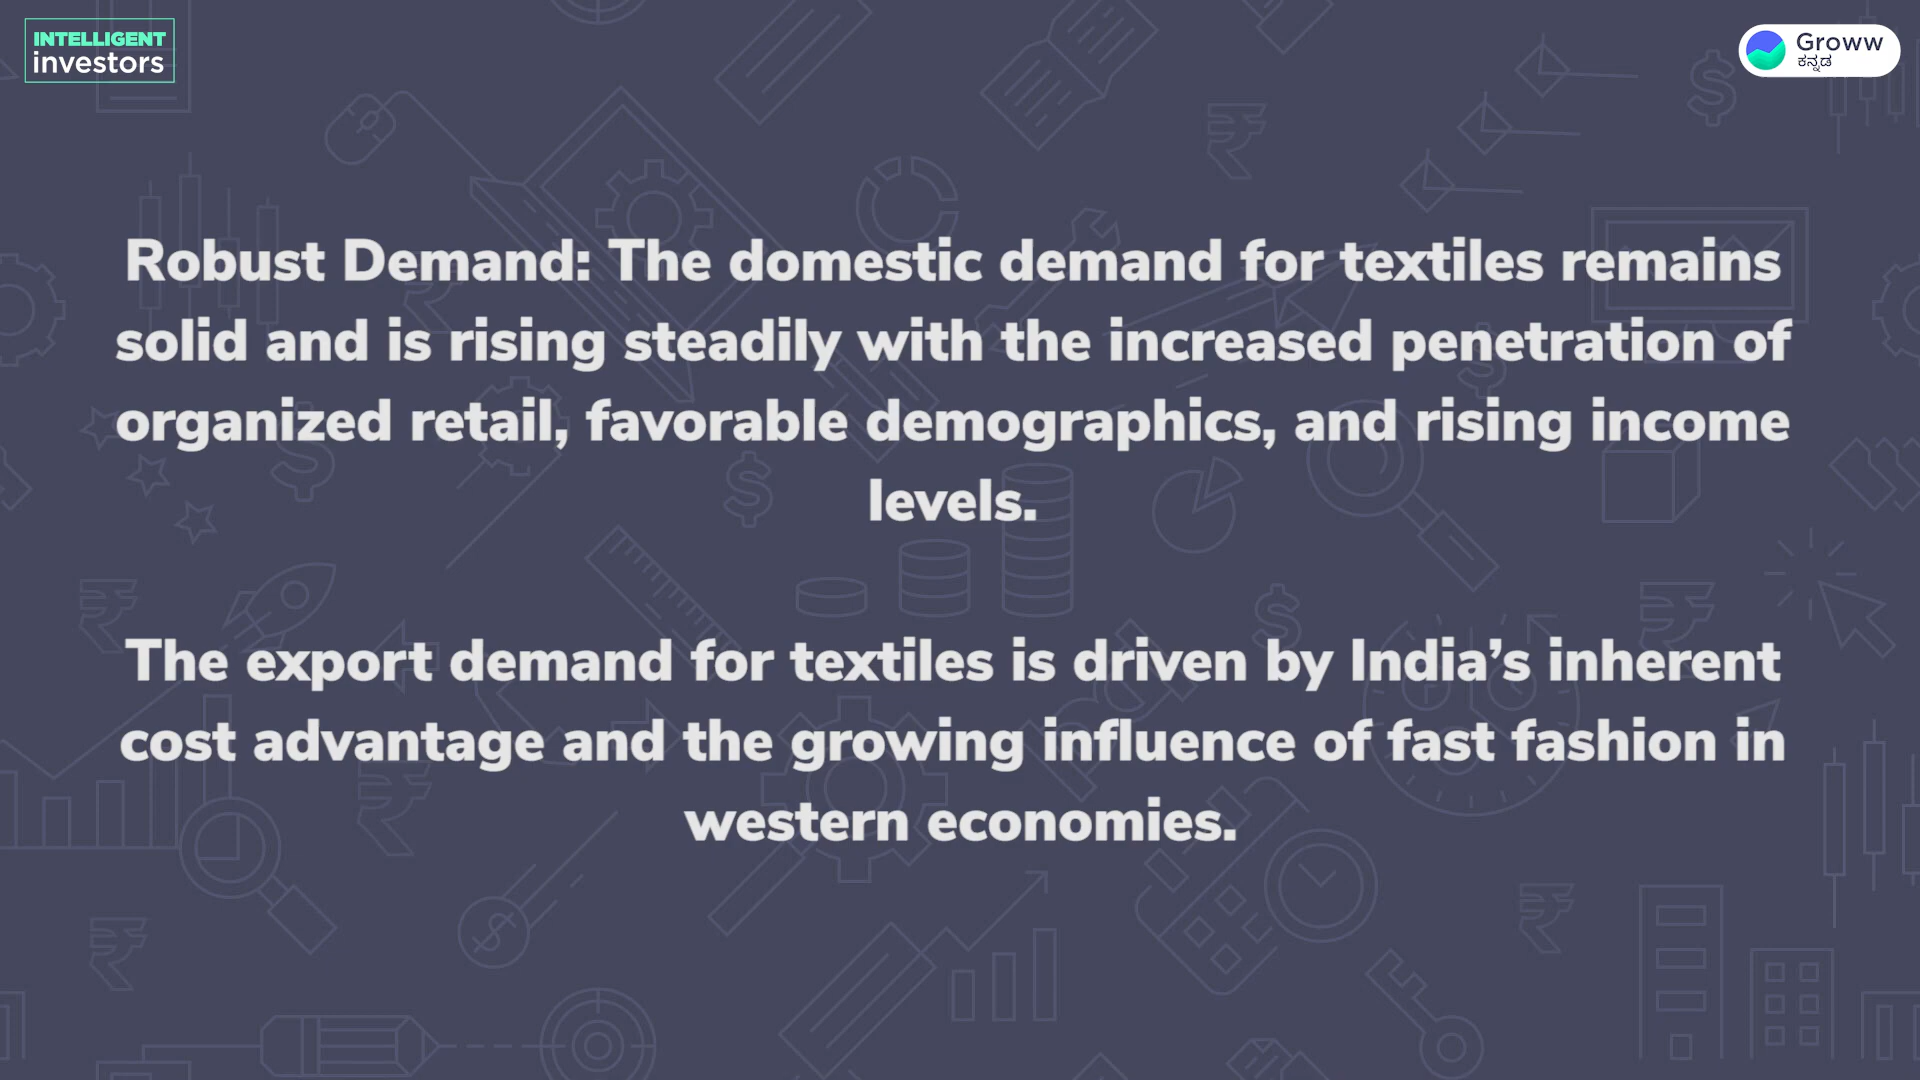 INTELLIGENT
investors
Groww
ಕನ್ನಡ
Robust Demand: The domestic demand for textiles remains
solid and is rising steadily with the increased penetration of
organized retail, favorable demographics, and rising income
levels.
The export demand for textiles is driven by India’s inherent
cost advantage and the growing influence of fast fashion in
western economies.